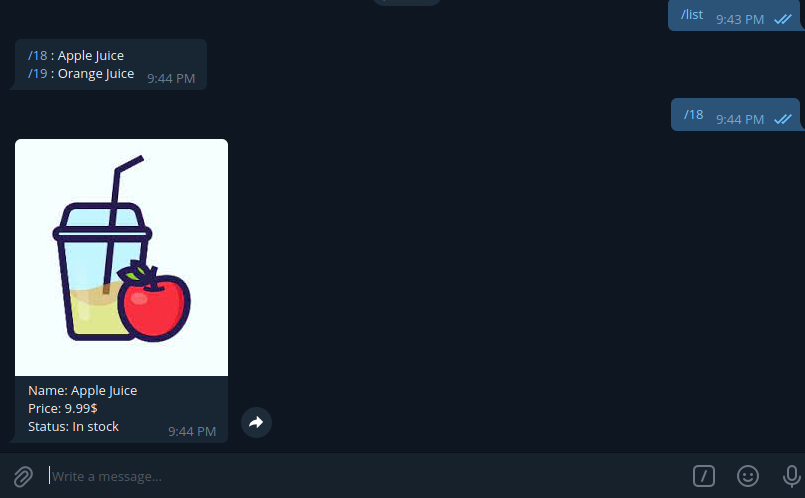 /list 9:43 PM
/18 : Apple Juice
/19 : Orange Juice 9:44 PM
/18 9:44 PM
Name: Apple Juice
Price: 9.99$
Status: In stock 9:44 PM
Write a message...